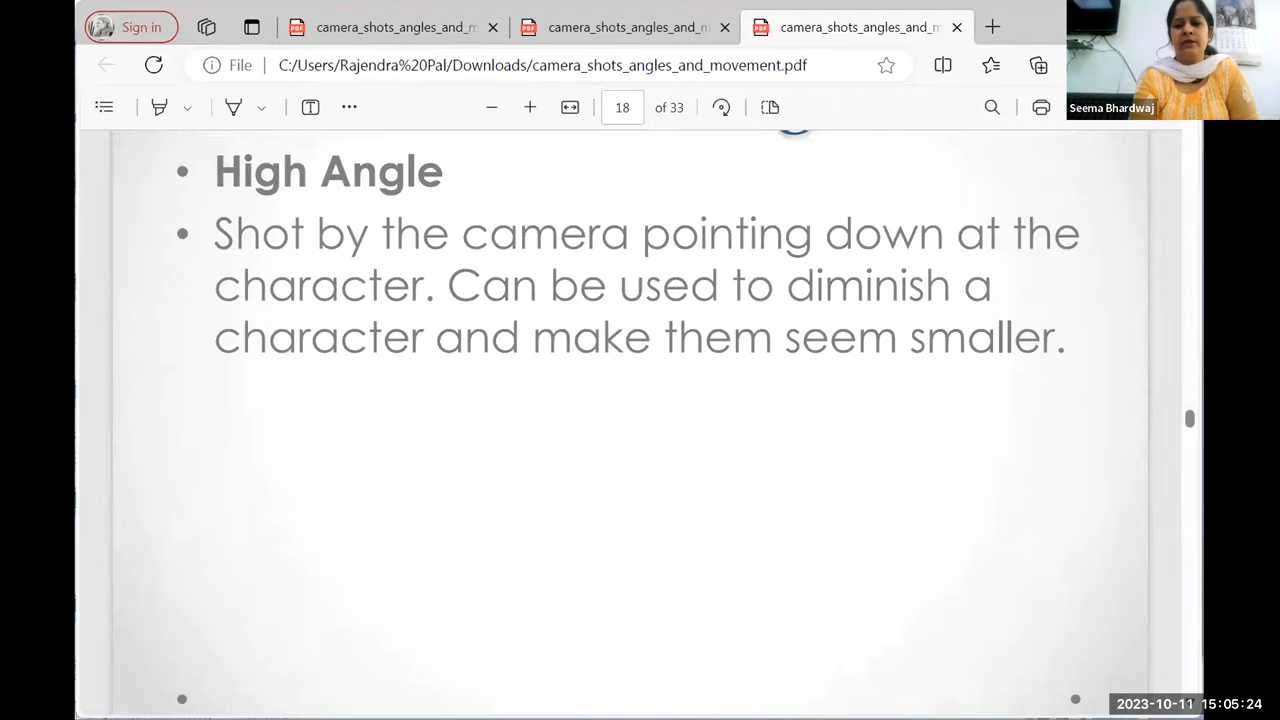 Sign in
camera_shots_angles_and_m
camera_shots_angles_and_m
camera_shots_angles_and_m
File
C:/Users/Rajendra%20Pal/Downloads/camera_shots_angles_and_movement.pdf
18 of 33
Seema Bhardwaj
• High Angle
• Shot by the camera pointing down at the
character. Can be used to diminish a
character and make them seem smaller.
2023-10-11 15:05:24